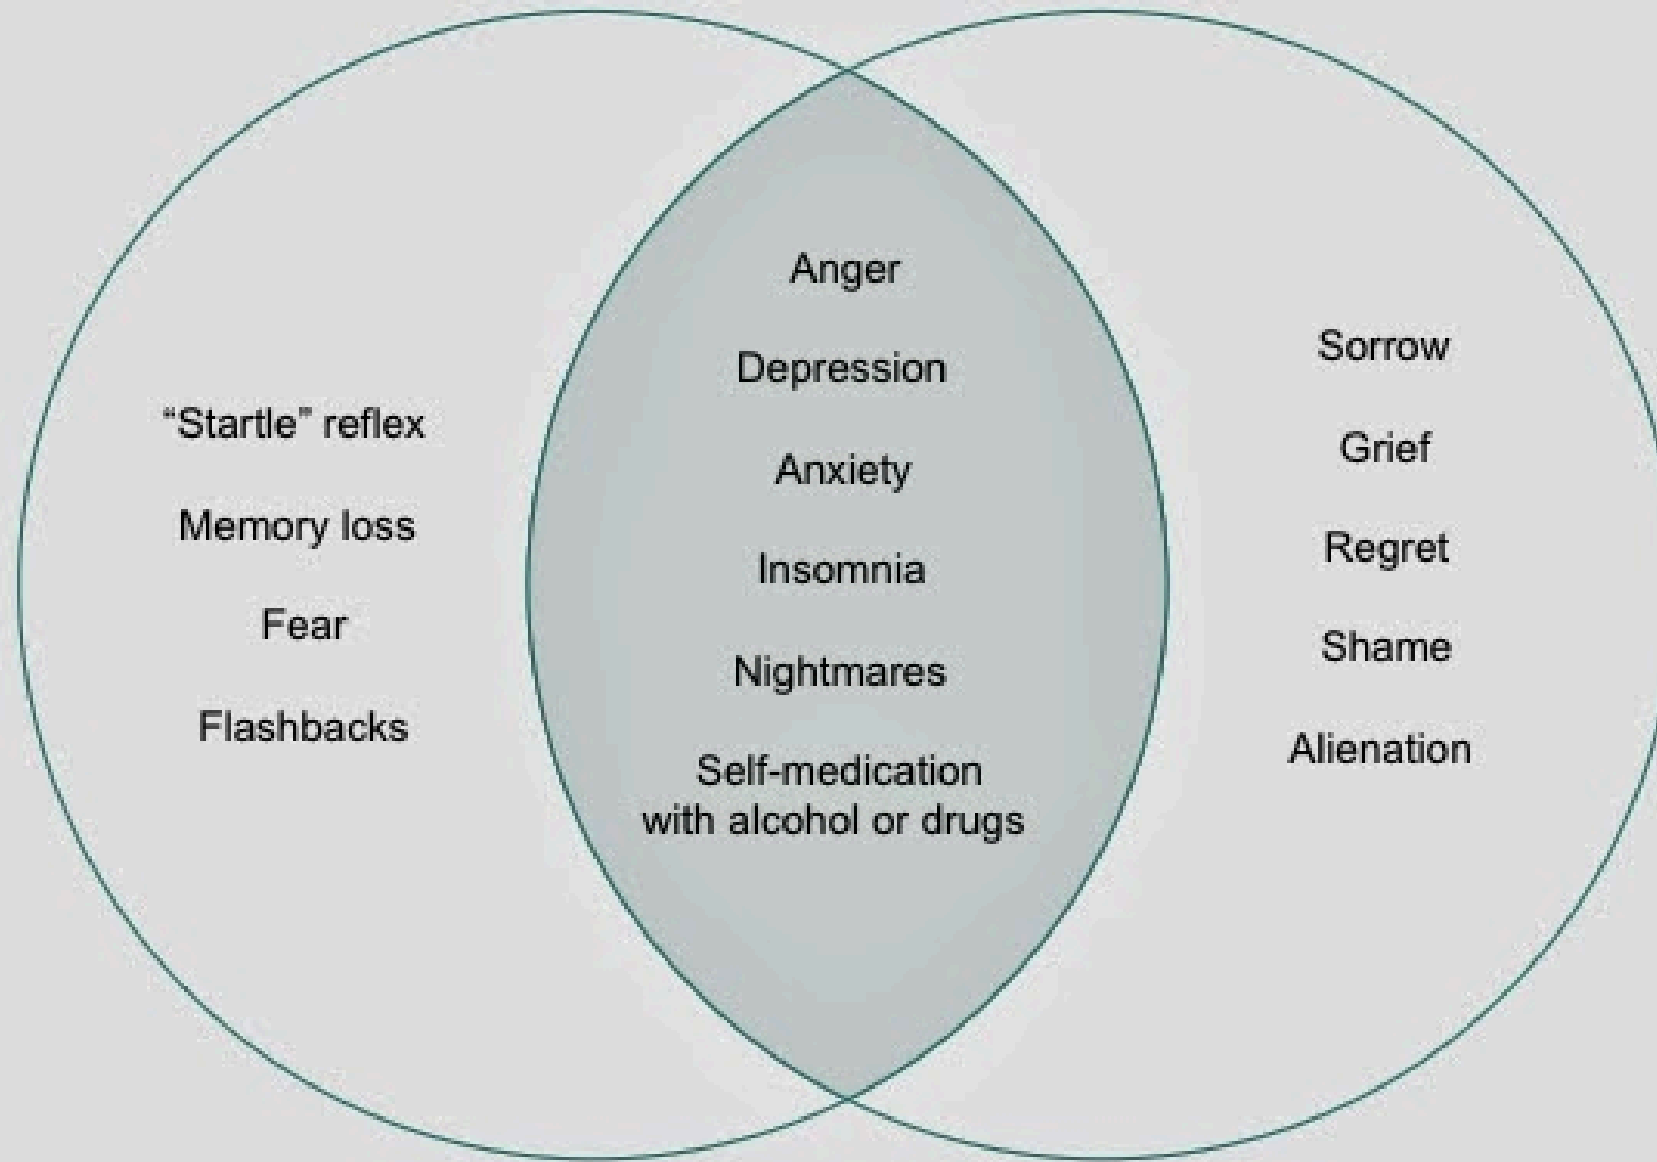 “Startle” reflex
Memory loss
Fear
Flashbacks
Anger
Depression
Anxiety
Insomnia
Nightmares
Self-medication
with alcohol or drugs
Sorrow
Grief
Regret
Shame
Alienation